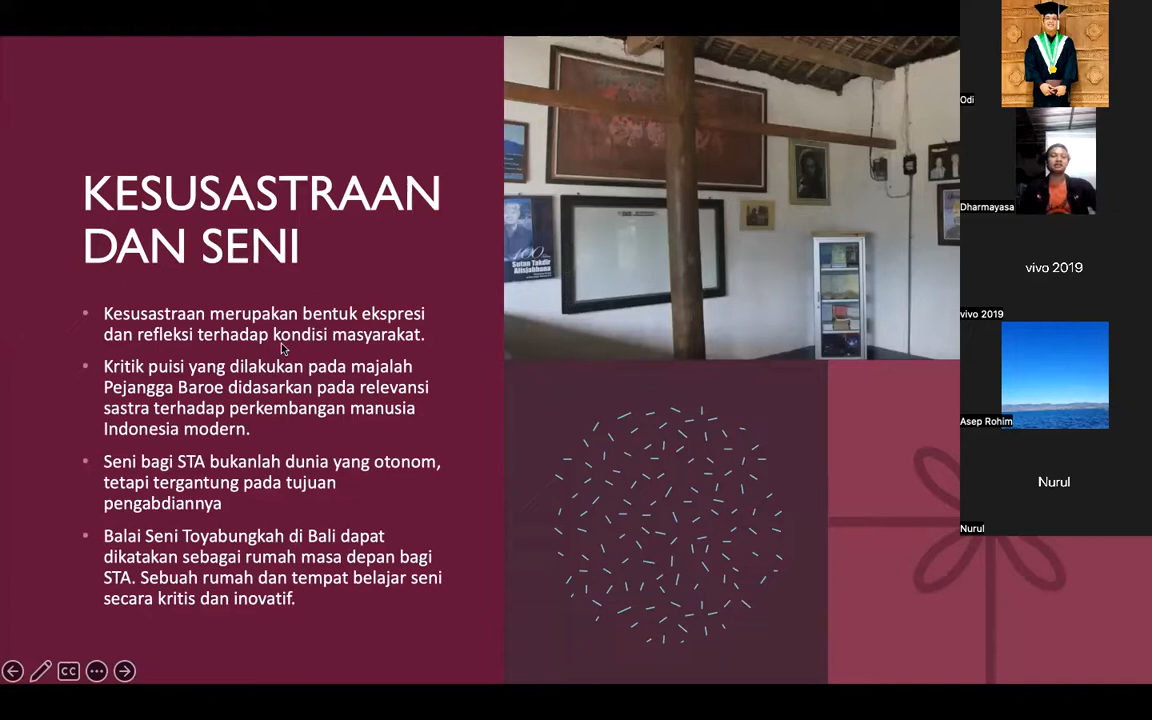 KESUSASTRAAN
DAN SENI
• Kesusastraan merupakan bentuk ekspresi
dan refleksi terhadap kondisi masyarakat.
• Kritik puisi yang dilakukan pada majalah
Pejangga Baroe didasarkan pada relevansi
sastra terhadap perkembangan manusia
Indonesia modern.
• Seni bagi STA bukanlah dunia yang otonom,
tetapi tergantung pada tujuan
pengabdiannya
• Balai Seni Toyabungkah di Bali dapat
dikatakan sebagai rumah masa depan bagi
STA. Sebuah rumah dan tempat belajar seni
secara kritis dan inovatif.
CC
100
Sutan Takdir
Alisjahbana
Odi
Dharmayasa
vivo 2019
vivo 2019
Asep Rohim
Nurul
Nurul